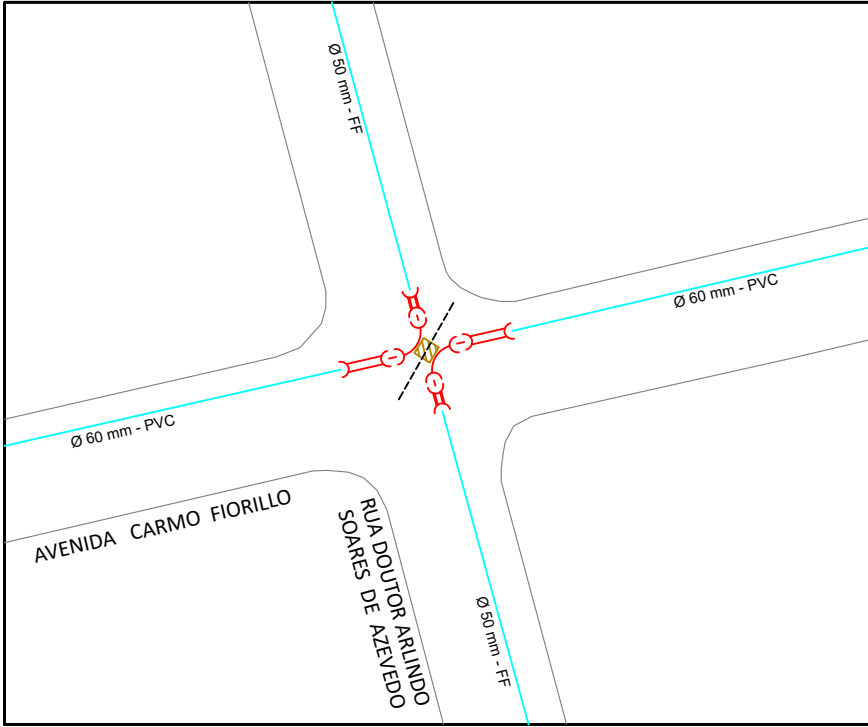 Ø 50 mm - FF
Ø 60 mm - PVC
Ø 60 mm - PVC
AVENIDA CARMO FIORILLO
RUA DOUTOR ARLINDO
SOARES DE AZEVEDO
Ø 50 mm - FF